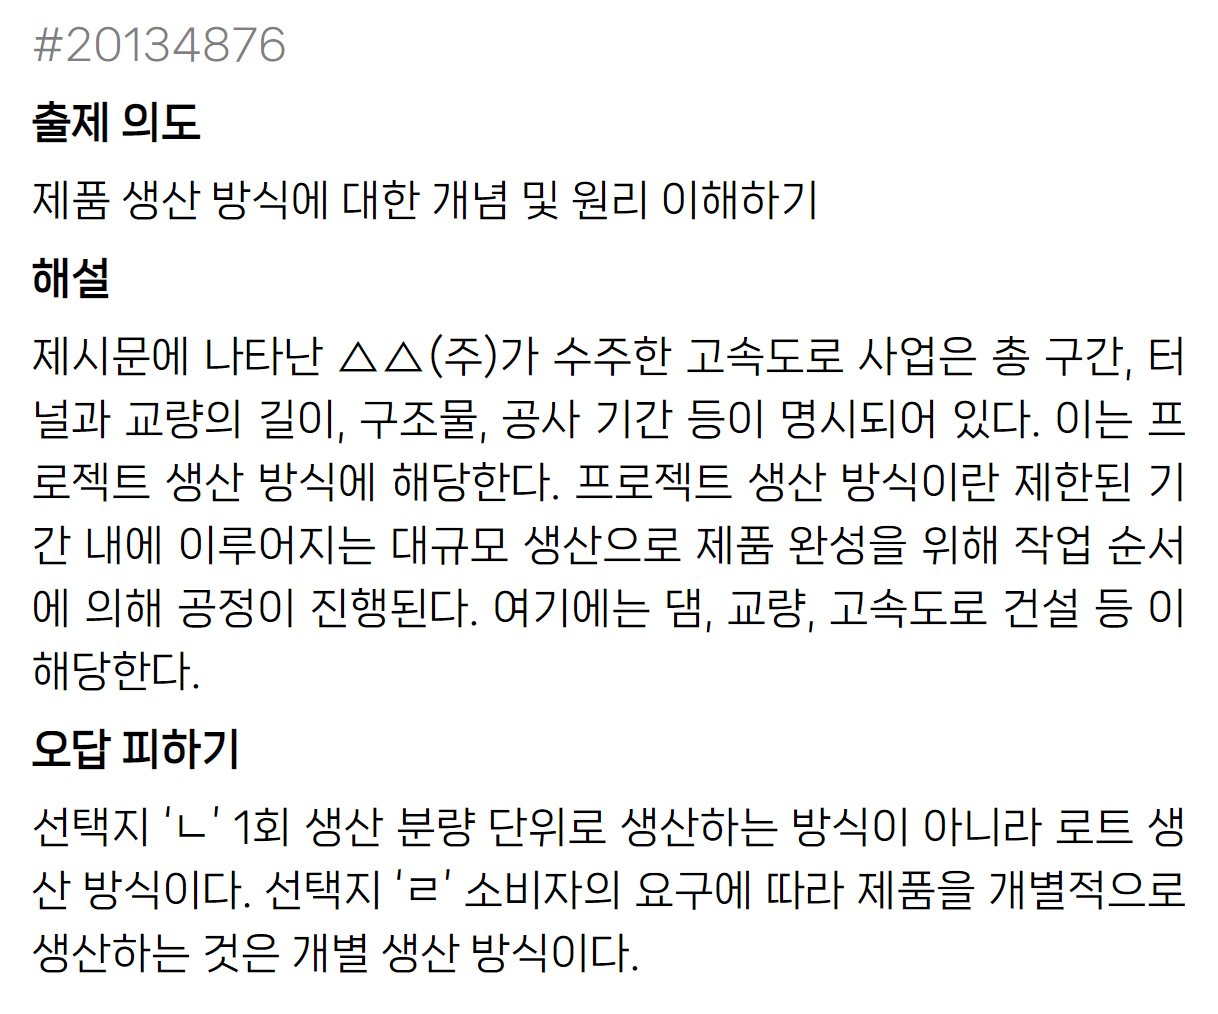 #20134876
출제 의도
제품 생산 방식에 대한 개념 및 원리 이해하기
해설
제시문에 나타난 △△(주)가 수주한 고속도로 사업은 총 구간, 터
널과 교량의 길이, 구조물, 공사 기간 등이 명시되어 있다. 이는 프
로젝트 생산 방식에 해당한다. 프로젝트 생산 방식이란 제한된 기
간 내에 이루어지는 대규모 생산으로 제품 완성을 위해 작업 순서
에 의해 공정이 진행된다. 여기에는 댐, 교량, 고속도로 건설 등 이
해당한다.
오답 피하기
선택지 ‘ㄴ’ 1회 생산 분량 단위로 생산하는 방식이 아니라 로트 생
산 방식이다. 선택지 ‘ㄹ’ 소비자의 요구에 따라 제품을 개별적으로
생산하는 것은 개별 생산 방식이다.